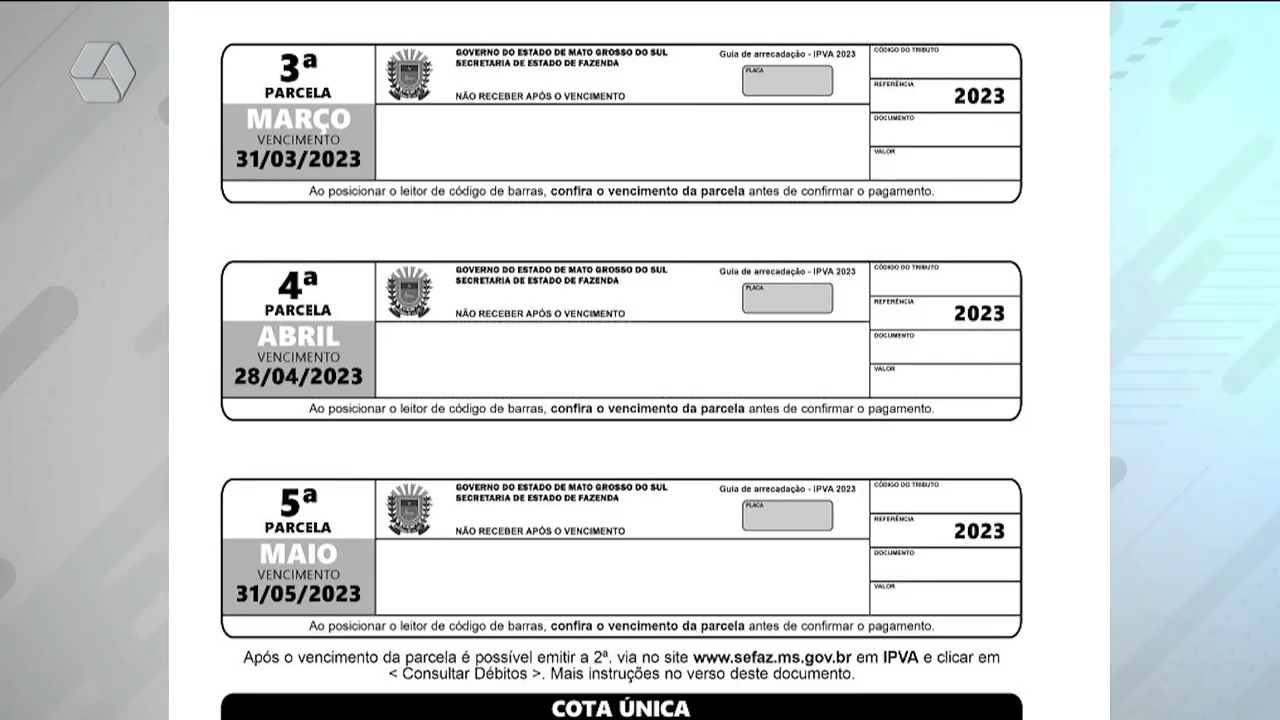 3ª
PARCELA
MARÇO
VENCIMENTO
31/03/2023
GOVERNO DO ESTADO DE MATO GROSSO DO SUL
SECRETARIA DE ESTADO DE FAZENDA
NÃO RECEBER APÓS O VENCIMENTO
Guia de arrecadação - IPVA 2023
PLACA
CÓDIGO DO TRIBUTO
REFERÊNCIA
2023
DOCUMENTO
VALOR
Ao posicionar o leitor de código de barras, confira o vencimento da parcela antes de confirmar o pagamento.
4ª
PARCELA
ABRIL
VENCIMENTO
28/04/2023
GOVERNO DO ESTADO DE MATO GROSSO DO SUL
SECRETARIA DE ESTADO DE FAZENDA
NÃO RECEBER APÓS O VENCIMENTO
Guia de arrecadação - IPVA 2023
PLACA
CÓDIGO DO TRIBUTO
REFERÊNCIA
2023
DOCUMENTO
VALOR
Ao posicionar o leitor de código de barras, confira o vencimento da parcela antes de confirmar o pagamento.
5ª
PARCELA
MAIO
VENCIMENTO
31/05/2023
GOVERNO DO ESTADO DE MATO GROSSO DO SUL
SECRETARIA DE ESTADO DE FAZENDA
NÃO RECEBER APÓS O VENCIMENTO
Guia de arrecadação - IPVA 2023
PLACA
CÓDIGO DO TRIBUTO
REFERÊNCIA
2023
DOCUMENTO
VALOR
Ao posicionar o leitor de código de barras, confira o vencimento da parcela antes de confirmar o pagamento.
Após o vencimento da parcela é possível emitir a 2ª. via no site www.sefaz.ms.gov.br em IPVA e clicar em
< Consultar Débitos >. Mais instruções no verso deste documento.
COTA ÚNICA